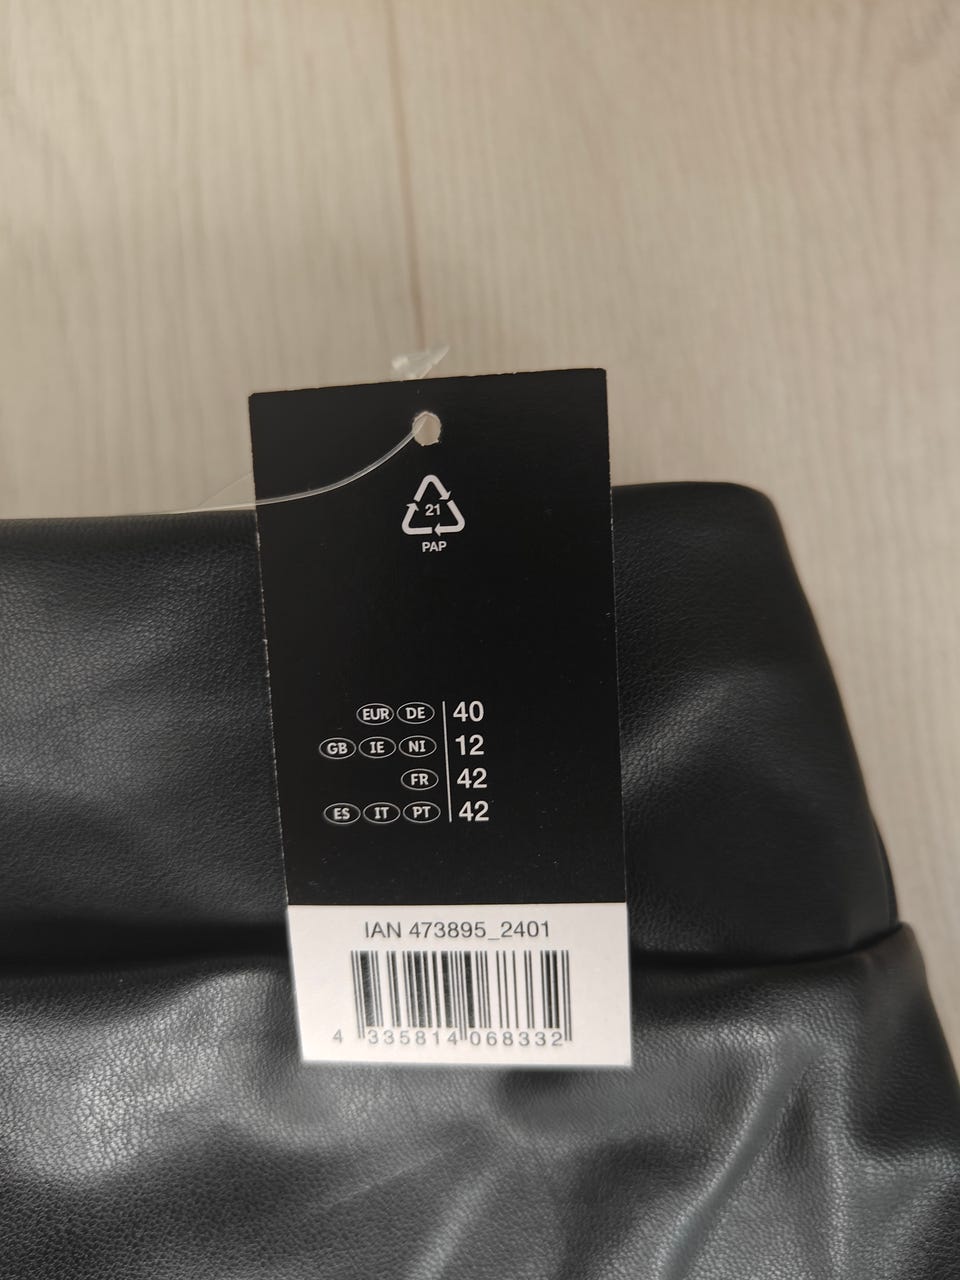 21
PAP
EUR DE 40
GB IE NI 12
FR 42
ES IT PT 42
IAN 473895_2401
4 335814 068332